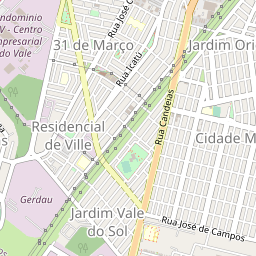 ondomínio
V - Centro
mpresarial
do Vale
31 de Março
Rua José C
Jardim Ori
Rua Icatu
Rua Candeias
Residencial
de Ville
Cidade M
s
Gerdau
Jardim Vale
do Sol
Rua José de Campos